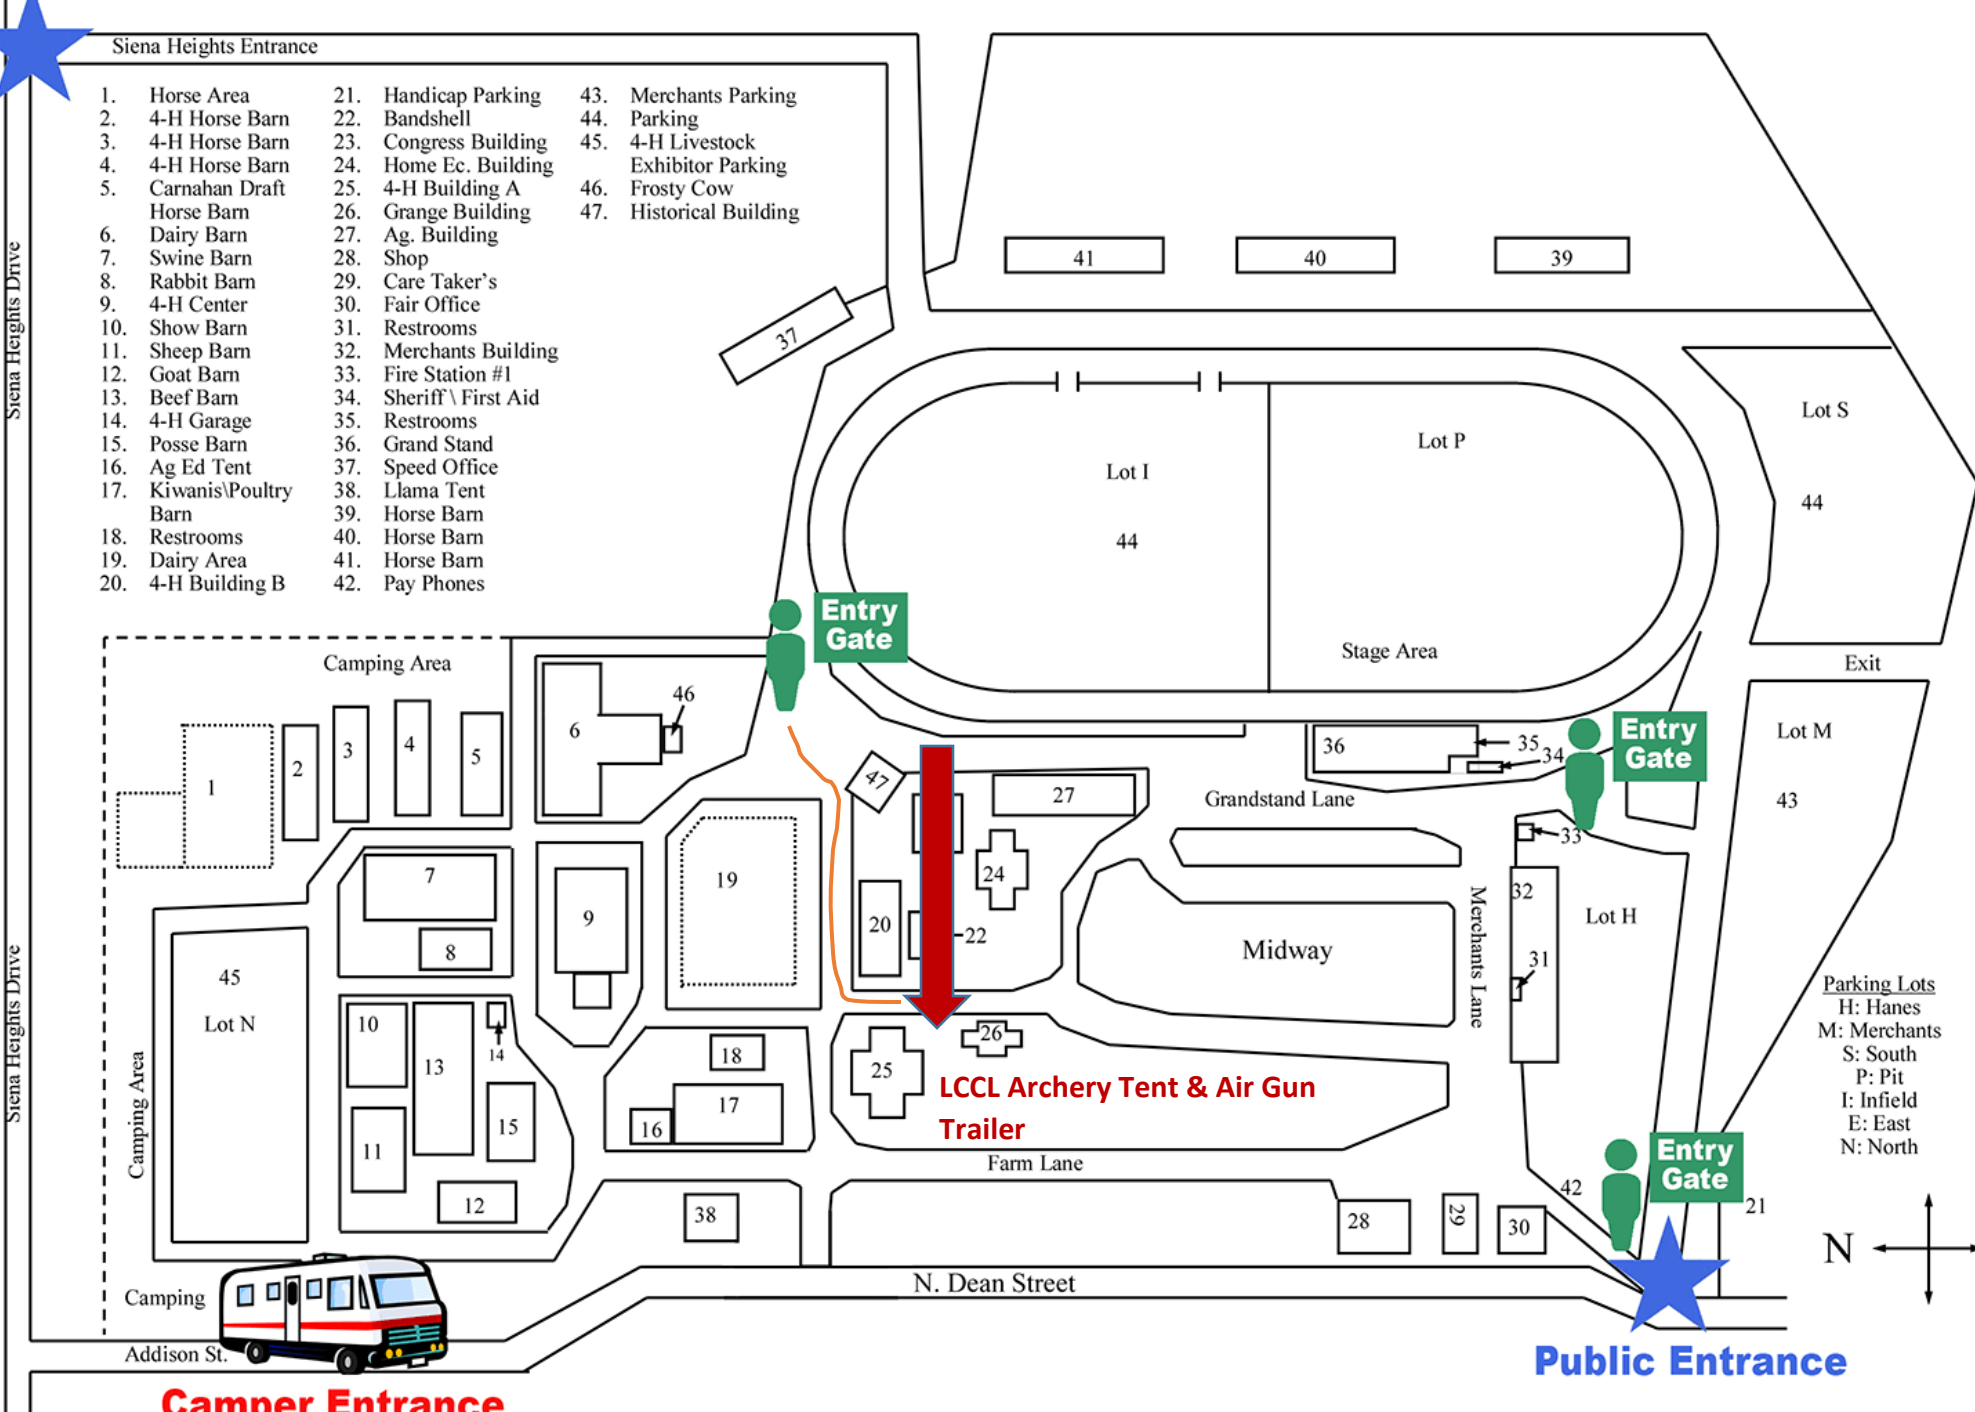 Siena Heights Entrance
1. Horse Area
2. 4-H Horse Barn
3. 4-H Horse Barn
4. 4-H Horse Barn
5. Carnahan Draft
Horse Barn
6. Dairy Barn
7. Swine Barn
8. Rabbit Barn
9. 4-H Center
10. Show Barn
11. Sheep Barn
12. Goat Barn
13. Beef Barn
14. 4-H Garage
15. Posse Barn
16. Ag Ed Tent
17. Kiwanis\Poultry
Barn
18. Restrooms
19. Dairy Area
20. 4-H Building B
21. Handicap Parking
22. Bandshell
23. Congress Building
24. Home Ec. Building
25. 4-H Building A
26. Grange Building
27. Ag. Building
28. Shop
29. Care Taker's
30. Fair Office
31. Restrooms
32. Merchants Building
33. Fire Station #1
34. Sheriff \ First Aid
35. Restrooms
36. Grand Stand
37. Speed Office
38. Llama Tent
39. Horse Barn
40. Horse Barn
41. Horse Barn
42. Pay Phones
43. Merchants Parking
44. Parking
45. 4-H Livestock
Exhibitor Parking
46. Frosty Cow
47. Historical Building
Siena Heights Drive
Siena Heights Drive
41
40
39
37
Lot S
44
Lot P
Lot I
44
Stage Area
Exit
Entry
Gate
Camping Area
46
6
1
2
3
4
5
47
27
36
35
34
Entry
Gate
Lot M
43
Grandstand Lane
33
7
8
9
19
20
24
22
Midway
Merchants Lane
32
31
Lot H
45
Lot N
Camping Area
10
13
14
11
15
12
18
17
16
25
26
LCCL Archery Tent & Air Gun
Trailer
Farm Lane
38
28
29
30
42
Entry
Gate
21
Parking Lots
H: Hanes
M: Merchants
S: South
P: Pit
I: Infield
E: East
N: North
N
N. Dean Street
Camping
Addison St.
Camper Entrance
Public Entrance